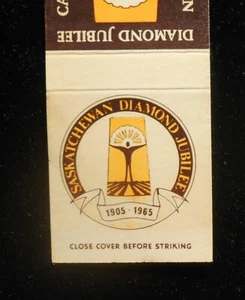 DIAMOND JUBILEE
SASKATCHEWAN DIAMOND JUBILEE
1905 - 1965
CLOSE COVER BEFORE STRIKING